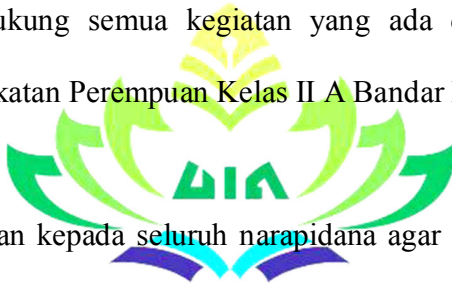 ukung semua kegiatan yang ada
katan Perempuan Kelas II A Bandar
UIN
an kepada seluruh narapidana agar